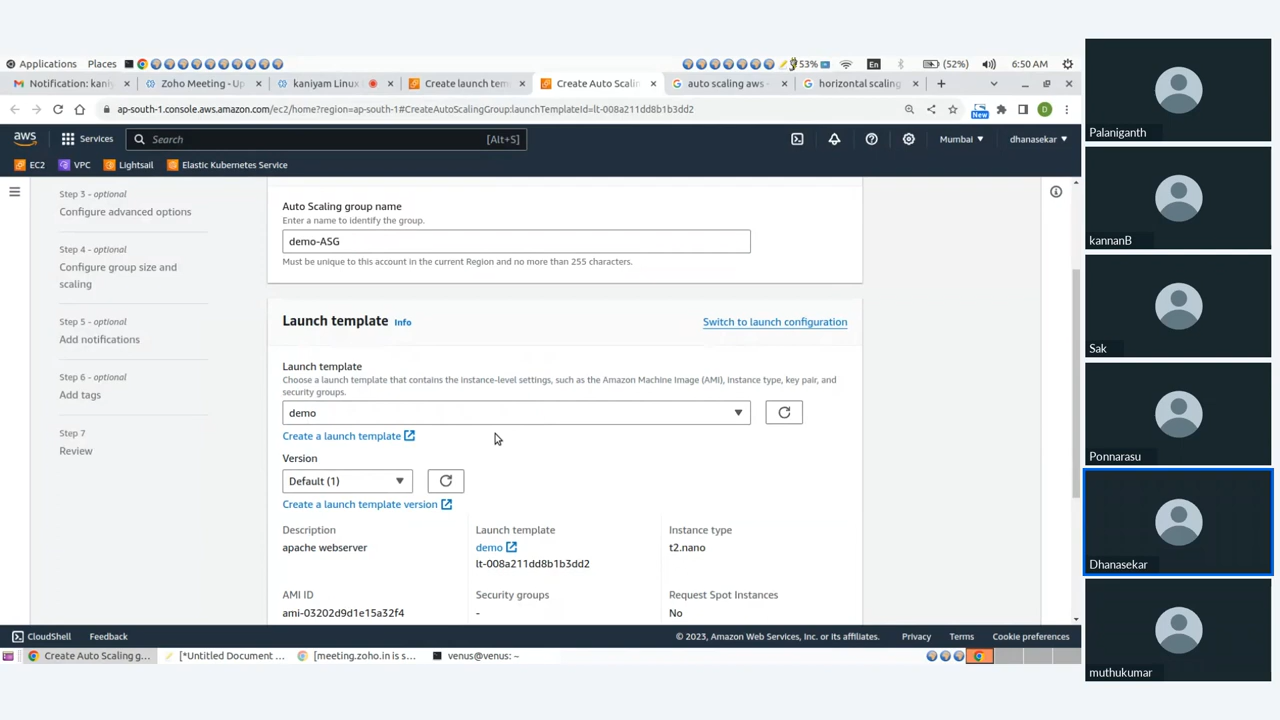 Applications Places 53% En (52%) 6:50 AM
Notification: kaniy Zoho Meeting - Up kaniyam Linux Create launch tem Create Auto Scalin auto scaling aws - horizontal scaling
ap-south-1.console.aws.amazon.com/ec2/home?region=ap-south-1#CreateAutoScalingGroup:launchTemplateId=lt-008a211dd8b1b3dd2
New
D
aws Services Search [Alt+S] Mumbai dhanasekar
EC2 VPC Lightsail Elastic Kubernetes Service
Step 3 - optional
Configure advanced options
Step 4 - optional
Configure group size and
scaling
Step 5 - optional
Add notifications
Step 6 - optional
Add tags
Step 7
Review
Auto Scaling group name
Enter a name to identify the group.
demo-ASG
Must be unique to this account in the current Region and no more than 255 characters.
Launch template Info
Switch to launch configuration
Launch template
Choose a launch template that contains the instance-level settings, such as the Amazon Machine Image (AMI), instance type, key pair, and
security groups.
demo
Create a launch template
Version
Default (1)
Create a launch template version
Description
apache webserver
Launch template
demo
lt-008a211dd8b1b3dd2
Instance type
t2.nano
AMI ID
ami-03202d9d1e15a32f4
Security groups
-
Request Spot Instances
No
CloudShell Feedback © 2023, Amazon Web Services, Inc. or its affiliates. Privacy Terms Cookie preferences
Create Auto Scaling g... [*Untitled Document ... [meeting.zoho.in is s... venus@venus: ~
Palaniganth
kannanB
Sak
Ponnarasu
Dhanasekar
muthukumar